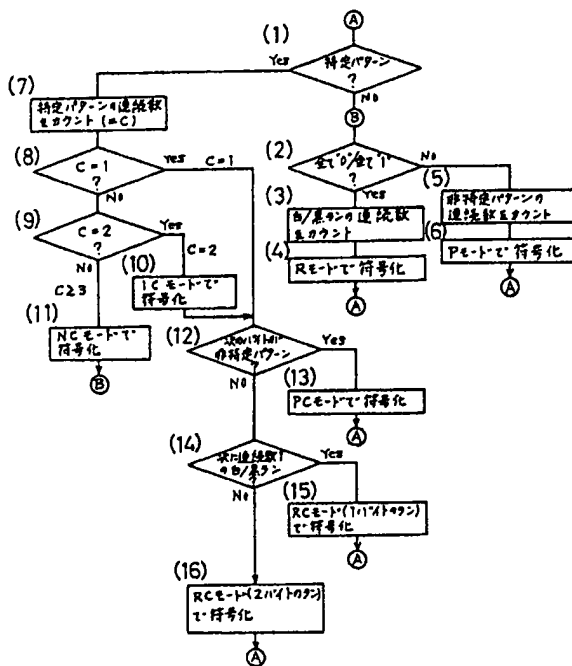 A
(1)
特定パターン
?
Yes
No
B
(7)
特定パターンの連続数
をカウント(=C)
(2)
全て"0"/全て"1"
?
No
Yes
(8)
C=1
?
Yes
C=1
No
(3)
白/黒ランの連続数
をカウント
(5)
非特定パターンの
連続数をカウント
(4)
Rモードで符号化
A
(6)
Pモードで符号化
A
(9)
C=2
?
Yes
C=2
No
C≧3
(10)
1Cモードで
符号化
(11)
NCモードで
符号化
B
(12)
非特定パターン
?
Yes
No
(13)
PCモードで符号化
A
(14)
次に連続数1
の白/黒ラン
?
Yes
No
(15)
RCモード(1バイトのラン)
で符号化
A
(16)
RCモード(2バイトのラン)
で符号化
A